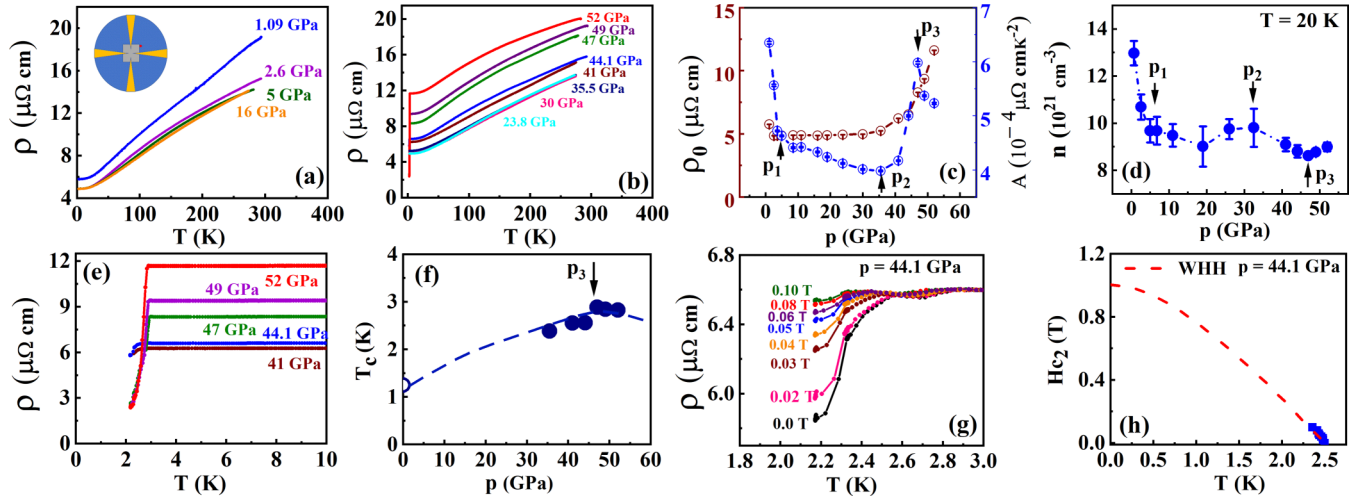 ρ (μΩ cm)
20
16
12
8
4
1.09 GPa
2.6 GPa
5 GPa
16 GPa
(a)
0 100 200 300 400
T (K)
ρ (μΩ cm)
20
16
12
8
4
0
52 GPa
49 GPa
47 GPa
44.1 GPa
41 GPa
35.5 GPa
30 GPa
23.8 GPa
(b)
0 100 200 300 400
T (K)
ρ₀ (μΩ cm)
15
10
5
0
p₁
p₂
p₃
(c)
0 10 20 30 40 50 60
p (GPa)
7
6
5
4
A (10⁻⁴ μΩ cmK⁻²)
n (10²¹ cm⁻³)
14
12
10
8
T = 20 K
p₁
p₂
p₃
(d)
0 10 20 30 40 50
p (GPa)
ρ (μΩ cm)
12
9
6
3
0
(e)
52 GPa
49 GPa
47 GPa
44.1GPa
41 GPa
0 2 4 6 8 10
T (K)
T_c (K)
4
3
2
1
0
(f)
p₃
0 20 40 60
p (GPa)
ρ (μΩ cm)
6.9
6.6
6.3
6.0
p = 44.1 GPa
0.10 T
0.08 T
0.06 T
0.05 T
0.04 T
0.03 T
0.02 T
0.0 T
(g)
1.8 2.0 2.2 2.4 2.6 2.8 3.0
T (K)
Hc₂ (T)
1.2
0.8
0.4
0.0
WHH p = 44.1 GPa
(h)
0.0 0.5 1.0 1.5 2.0 2.5
T (K)